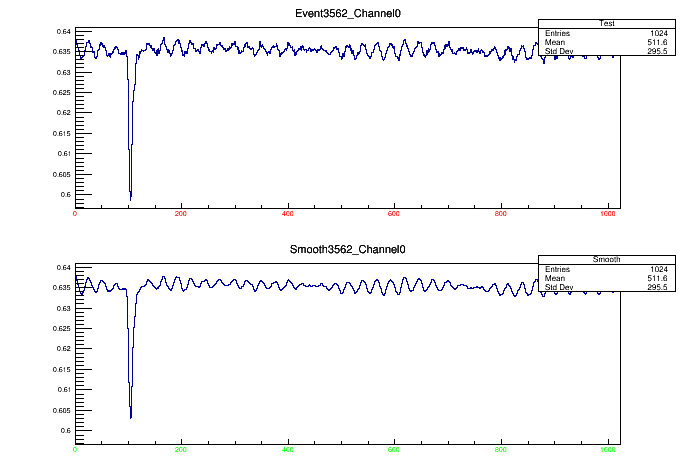 Event3562_Channel0
Test
Entries 1024
Mean 511.6
Std Dev 295.5
0.64
0.635
0.63
0.625
0.62
0.615
0.61
0.605
0.6
0 200 400 600 800 1000
Smooth3562_Channel0
Smooth
Entries 1024
Mean 511.6
Std Dev 295.5
0.64
0.635
0.63
0.625
0.62
0.615
0.61
0.605
0.6
0 200 400 600 800 1000